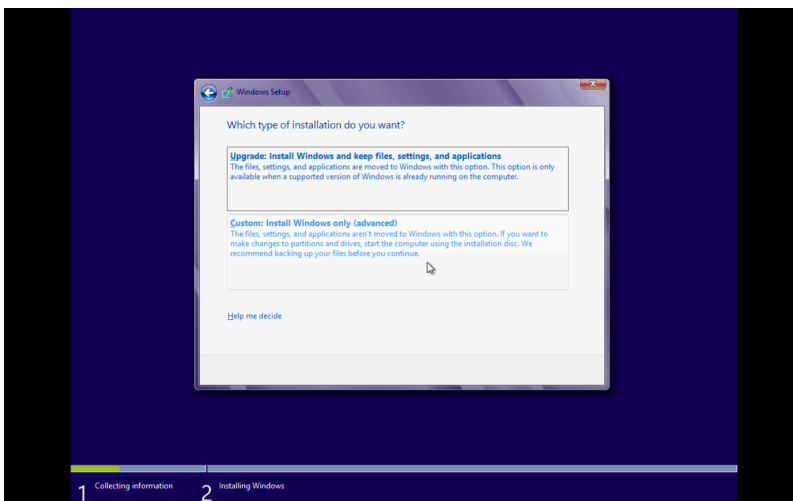 Windows Setup
Which type of installation do you want?
Upgrade: Install Windows and keep files, settings, and applications
The files, settings, and applications are moved to Windows with this option. This option is only
available when a supported version of Windows is already running on the computer.
Custom: Install Windows only (advanced)
The files, settings, and applications aren't moved to Windows with this option. If you want to
make changes to partitions and drives, start the computer using the installation disc. We
recommend backing up your files before you continue.
Help me decide
1 Collecting information 2 Installing Windows